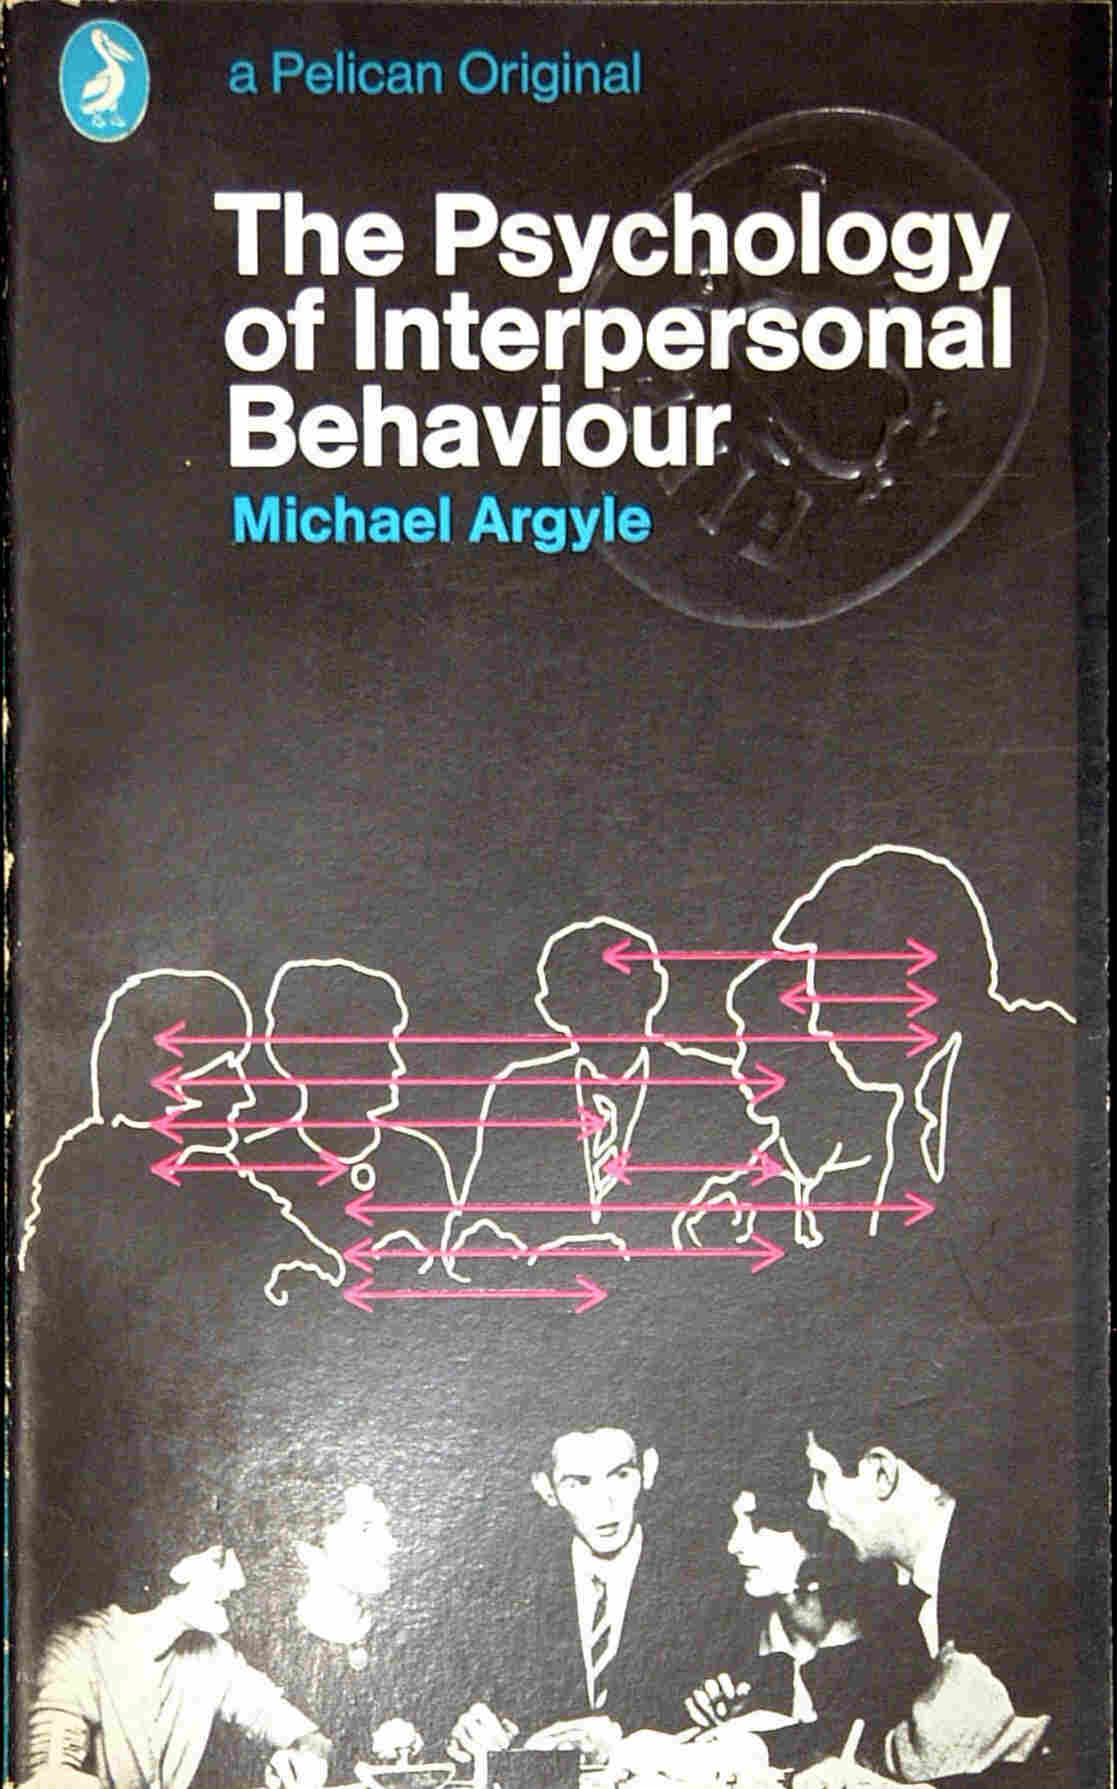 a Pelican Original
The Psychology
of Interpersonal
Behaviour
Michael Argyle